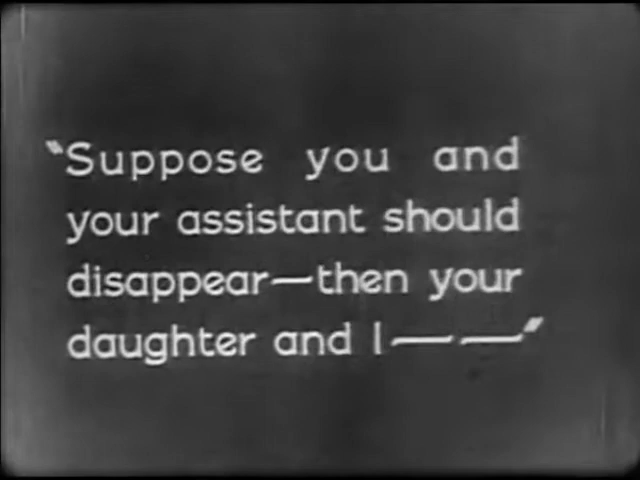 "Suppose you and
your assistant should
disappear—then your
daughter and I— —"